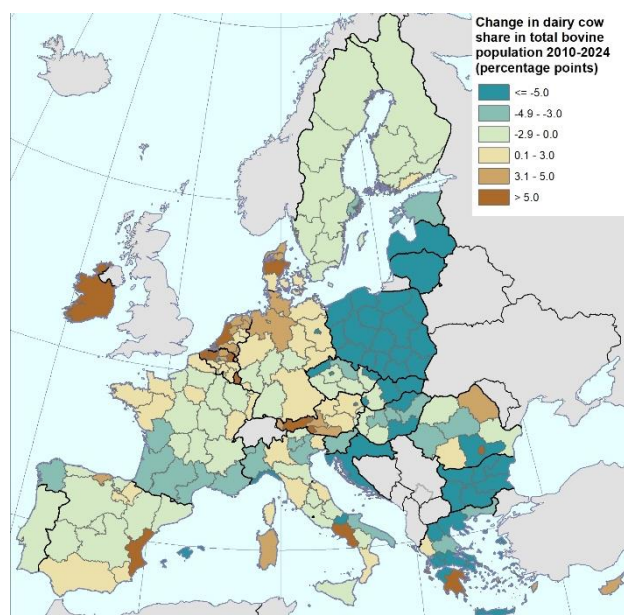 Change in dairy cow
share in total bovine
population 2010-2024
(percentage points)
<= -5.0
-4.9 - -3.0
-2.9 - 0.0
0.1 - 3.0
3.1 - 5.0
> 5.0